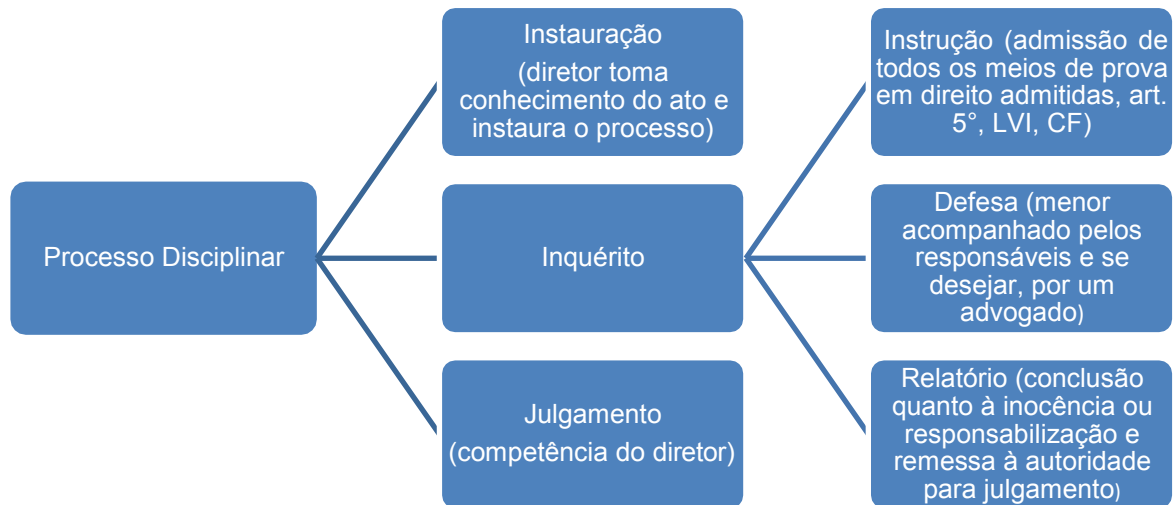 Processo Disciplinar
Instauração
(diretor toma
conhecimento do ato e
instaura o processo)
Inquérito
Julgamento
(competência do diretor)
Instrução (admissão de
todos os meios de prova
em direito admitidas, art.
5°, LVI, CF)
Defesa (menor
acompanhado pelos
responsáveis e se
desejar, por um
advogado)
Relatório (conclusão
quanto à inocência ou
responsabilização e
remessa à autoridade
para julgamento)